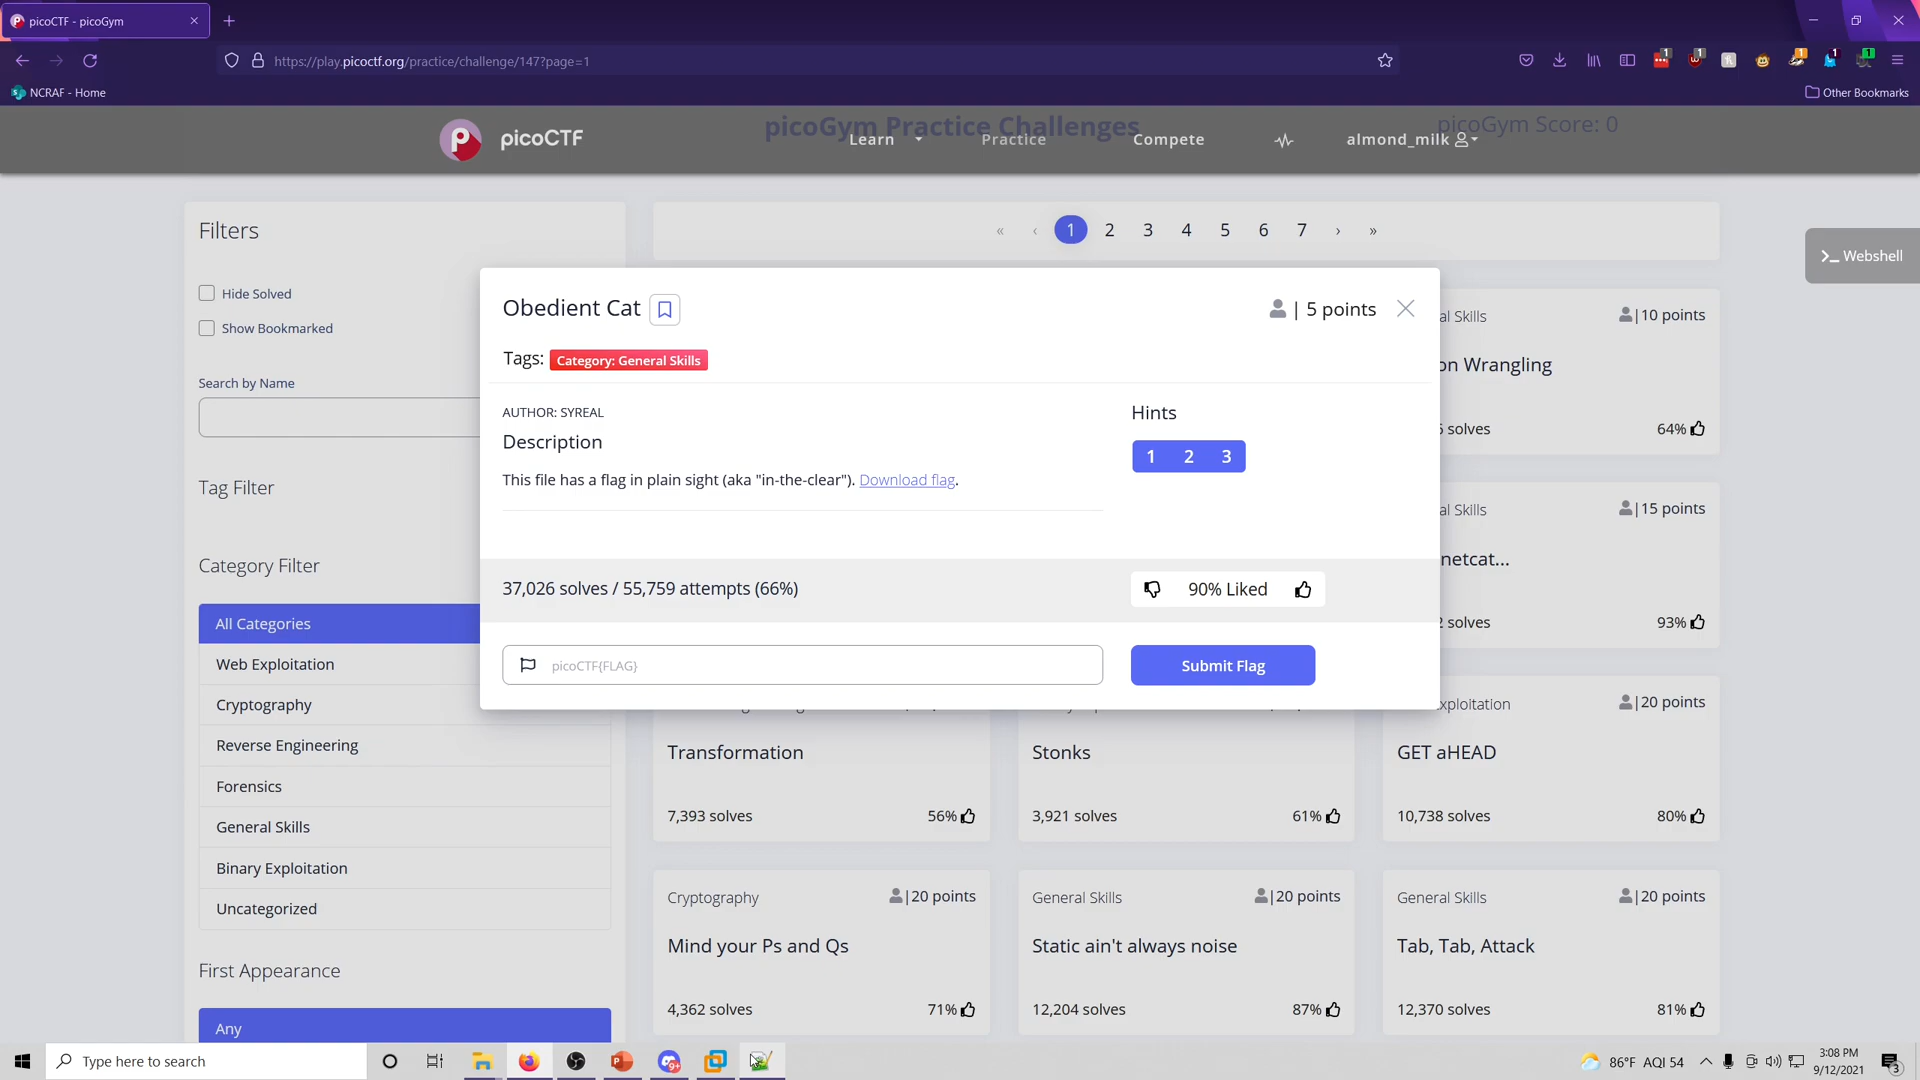 picoCTF - picoGym
https://play.picoctf.org/practice/challenge/147?page=1
NCRAF - Home
Other Bookmarks
picoCTF
picoGym Practice Challenges
picoGym Score: 0
Learn
Practice
Compete
almond_milk
Filters
« ‹ 1 2 3 4 5 6 7 › »
Webshell
Hide Solved
Show Bookmarked
Search by Name
Tag Filter
Category Filter
All Categories
Web Exploitation
Cryptography
Reverse Engineering
Forensics
General Skills
Binary Exploitation
Uncategorized
First Appearance
Any
Obedient Cat
| 5 points
Tags: Category: General Skills
AUTHOR: SYREAL
Description
This file has a flag in plain sight (aka "in-the-clear"). Download flag.
Hints
1 2 3
37,026 solves / 55,759 attempts (66%)
90% Liked
picoCTF{FLAG}
Submit Flag
al Skills
|10 points
on Wrangling
solves
64%
al Skills
|15 points
netcat...
2 solves
93%
xploitation
|20 points
Transformation
7,393 solves
56%
Stonks
3,921 solves
61%
GET aHEAD
10,738 solves
80%
Cryptography
|20 points
Mind your Ps and Qs
4,362 solves
71%
General Skills
|20 points
Static ain't always noise
12,204 solves
87%
General Skills
|20 points
Tab, Tab, Attack
12,370 solves
81%
Type here to search
86°F AQI 54
3:08 PM
9/12/2021